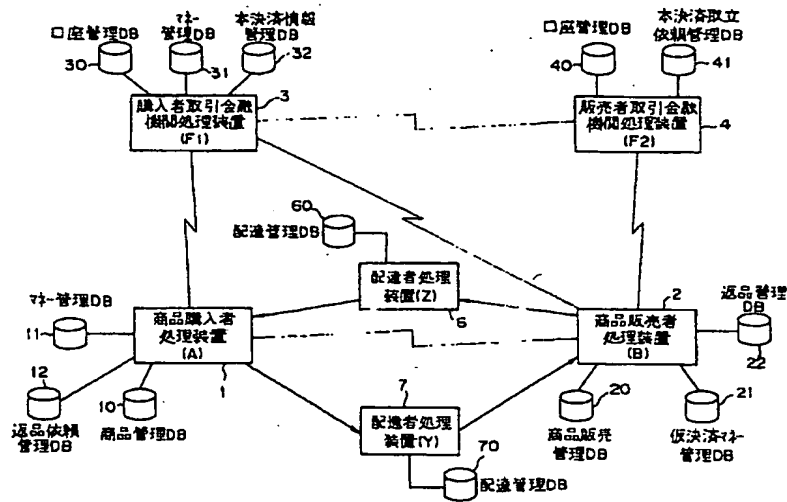 口座管理DB
30
マネー
管理DB
31
本決済情報
管理DB
32
口座管理DB
40
本決済取立
依頼管理DB
41
購入者取引金融
機関処理装置
(F1)
3
販売者取引金融
機関処理装置
(F2)
4
60
配達管理DB
配達者処理
装置(Z)
6
マネー管理DB
11
商品購入者
処理装置
(A)
1
2
商品販売者
処理装置
(B)
返品管理
DB
22
12
返品依頼
管理DB
10
商品管理DB
7
配達者処理
装置(Y)
70
配達管理DB
20
商品販売
管理DB
21
仮決済マネー
管理DB